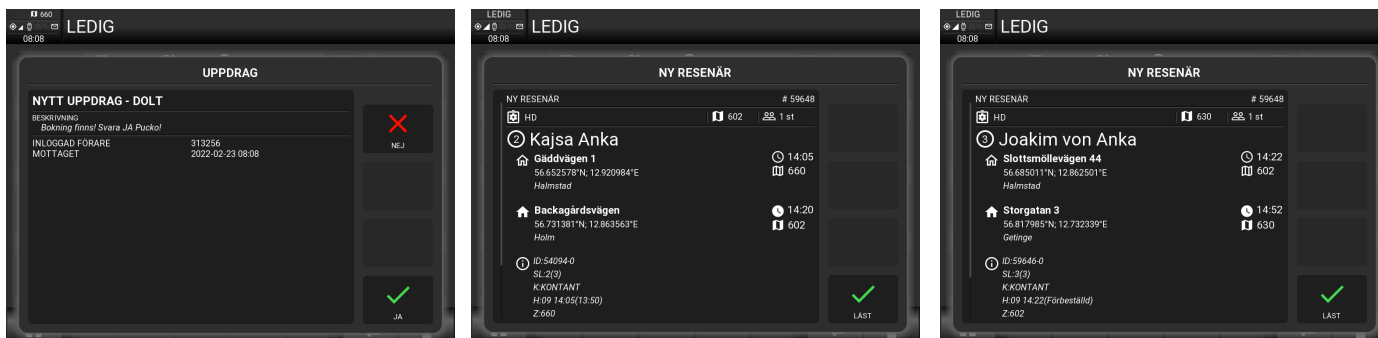 660
LEDIG
08:08
UPPDRAG
NYTT UPPDRAG - DOLT
BESKRIVNING
Bokning finns! Svara JA Pucko!
INLOGGAD FÖRARE 313256
MOTTAGET 2022-02-23 08:08
NEJ
JA
LEDIG
LEDIG
08:08
NY RESENÄR
NY RESENÄR # 59648
HD 602 1 st
2 Kajsa Anka
Gäddvägen 1 14:05
56.652578°N; 12.920984°E 660
Halmstad
Backagårdsvägen 14:20
56.731381°N; 12.863563°E 602
Holm
ID:54094-0
SL:2(3)
K:KONTANT
H:09 14:05(13:50)
Z:660
LÄST
LEDIG
LEDIG
08:08
NY RESENÄR
NY RESENÄR # 59648
HD 630 1 st
3 Joakim von Anka
Slottsmöllevägen 44 14:22
56.685011°N; 12.862501°E 602
Halmstad
Storgatan 3 14:52
56.817985°N; 12.732339°E 630
Getinge
ID:59646-0
SL:3(3)
K:KONTANT
H:09 14:22(Förbeställd)
Z:602
LÄST